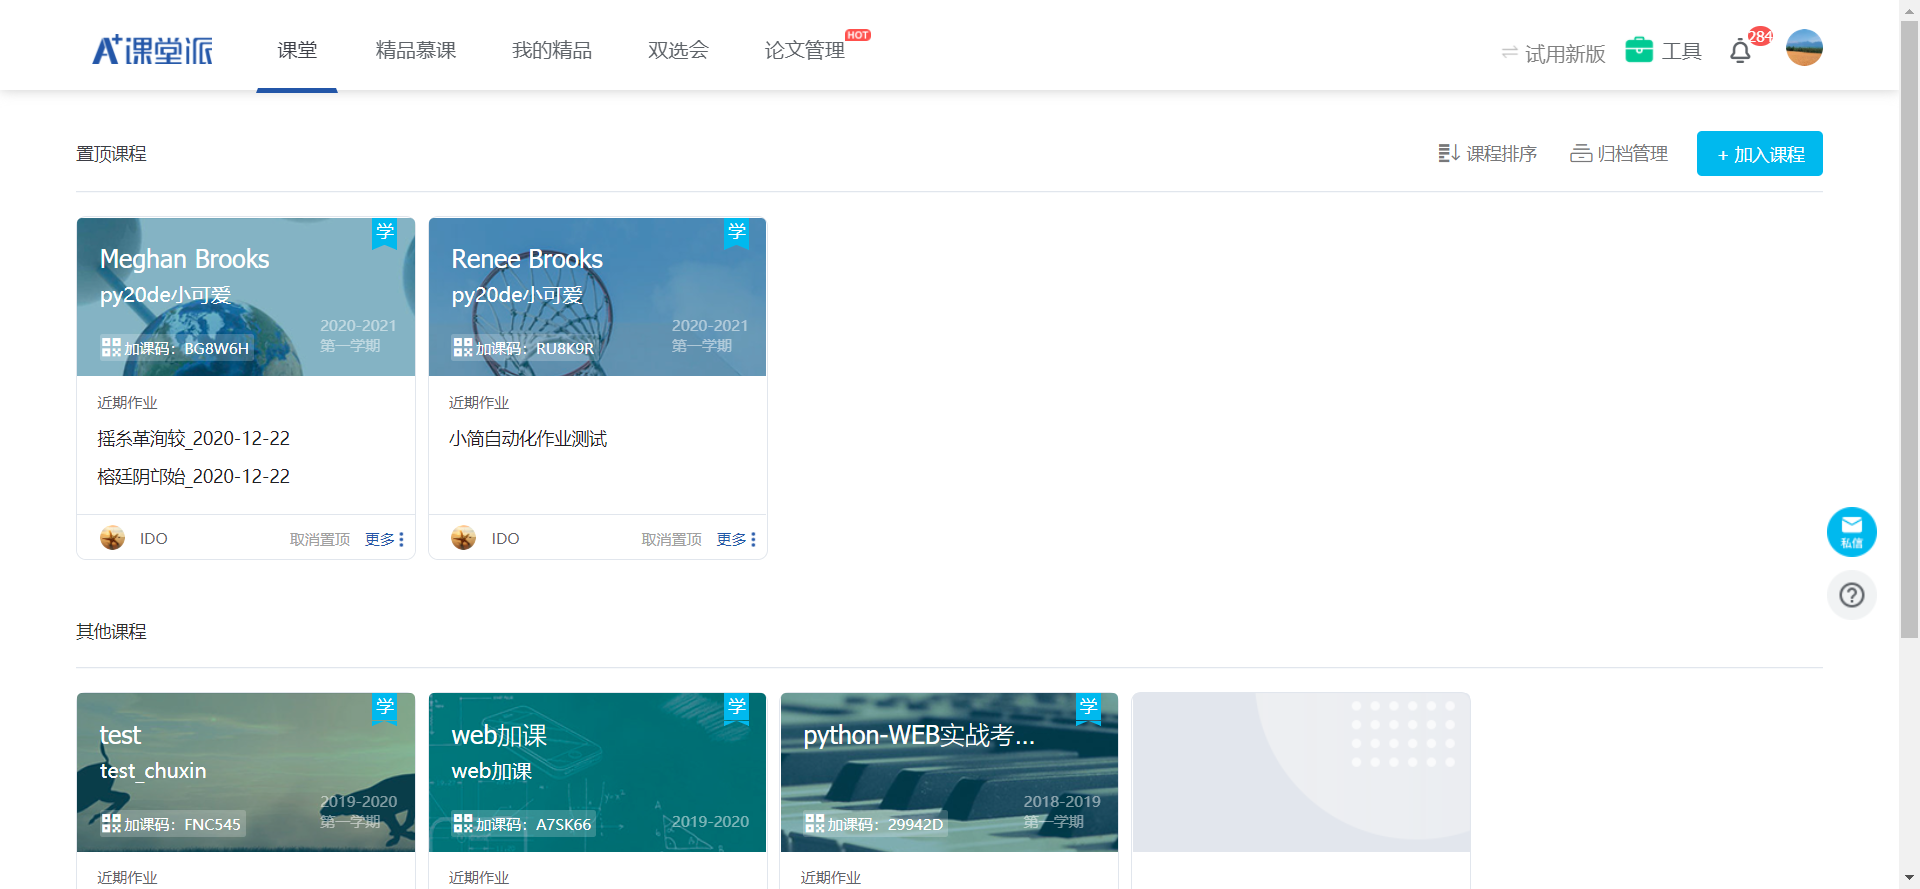 A+课堂派
课堂
精品慕课
我的精品
双选会
论文管理
HOT
试用新版
工具
284
置顶课程
课程排序
归档管理
+ 加入课程
学
Meghan Brooks
py20de小可爱
2020-2021
第一学期
加课码：BG8W6H
近期作业
摇糸革洵较_2020-12-22
榕廷阴邙始_2020-12-22
IDO
取消置顶
更多
学
Renee Brooks
py20de小可爱
2020-2021
第一学期
加课码：RU8K9R
近期作业
小简自动化作业测试
IDO
取消置顶
更多
私信
其他课程
学
test
test_chuxin
2019-2020
第一学期
加课码：FNC545
近期作业
学
web加课
web加课
2019-2020
加课码：A7SK66
近期作业
学
python-WEB实战考...
2018-2019
第一学期
加课码：29942D
近期作业